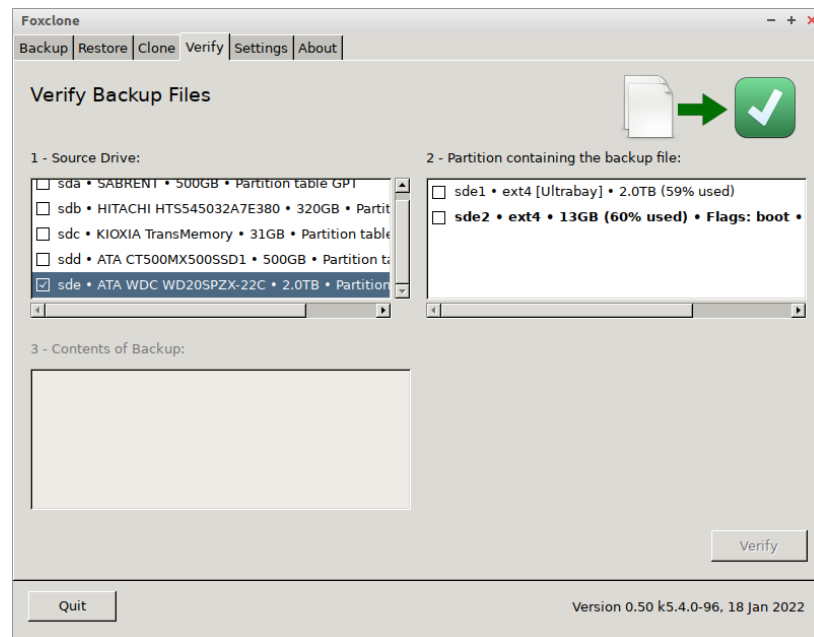 Foxclone
Backup Restore Clone Verify Settings About
Verify Backup Files
1 - Source Drive:
sda • SABRENT • 500GB • Partition table GPT
sdb • HITACHI HTS545032A7E380 • 320GB • Partit
sdc • KIOXIA TransMemory • 31GB • Partition table
sdd • ATA CT500MX500SSD1 • 500GB • Partition ta
sde • ATA WDC WD20SPZX-22C • 2.0TB • Partition
2 - Partition containing the backup file:
sde1 • ext4 [Ultrabay] • 2.0TB (59% used)
sde2 • ext4 • 13GB (60% used) • Flags: boot •
3 - Contents of Backup:
Verify
Quit
Version 0.50 k5.4.0-96, 18 Jan 2022